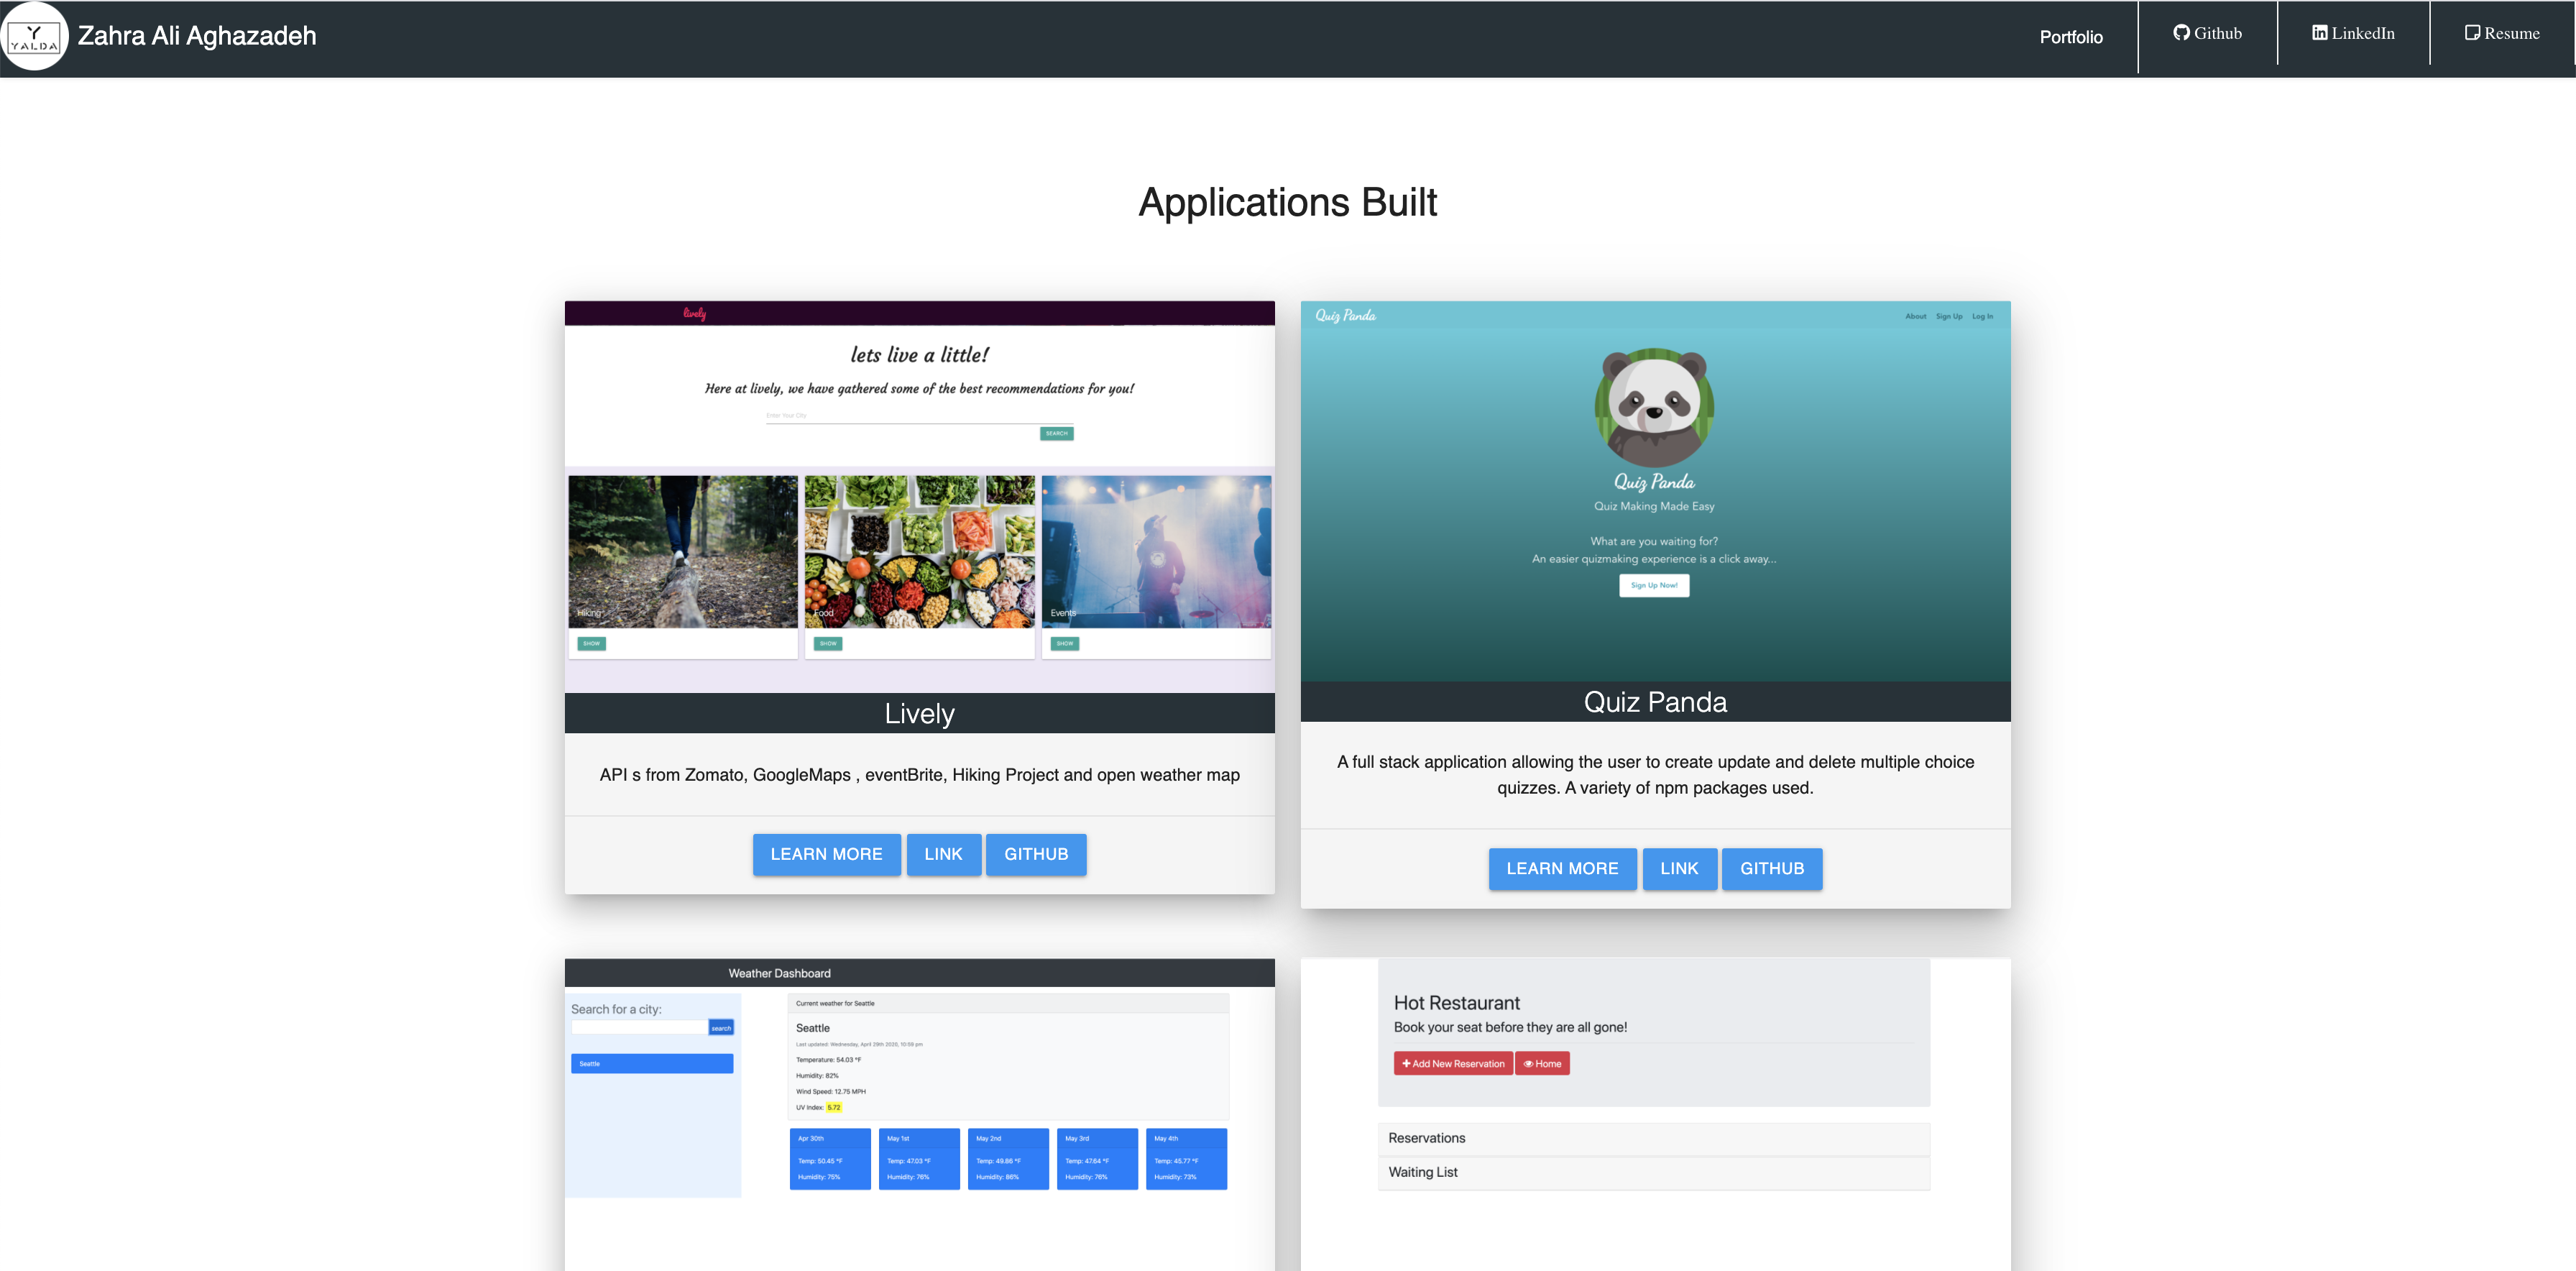 Y
YALDA
Zahra Ali Aghazadeh
Portfolio
Github
LinkedIn
Resume
Applications Built
lively
lets live a little!
Here at lively, we have gathered some of the best recommendations for you!
Enter Your City
SEARCH
Hiking
Food
Events
SHOW
SHOW
SHOW
Lively
API s from Zomato, GoogleMaps , eventBrite, Hiking Project and open weather map
LEARN MORE
LINK
GITHUB
Quiz Panda
About
Sign Up
Log In
Quiz Panda
Quiz Making Made Easy
What are you waiting for?
An easier quizmaking experience is a click away...
Sign Up Now!
Quiz Panda
A full stack application allowing the user to create update and delete multiple choice
quizzes. A variety of npm packages used.
LEARN MORE
LINK
GITHUB
Weather Dashboard
Search for a city:
search
Seattle
Current weather for Seattle
Seattle
Last updated: Wednesday, April 29th 2020, 10:59 pm
Temperature: 54.03 °F
Humidity: 82%
Wind Speed: 12.75 MPH
UV index: 5.72
Apr 30th
Temp: 50.45 °F
Humidity: 75%
May 1st
Temp: 47.03 °F
Humidity: 76%
May 2nd
Temp: 49.86 °F
Humidity: 86%
May 3rd
Temp: 47.64 °F
Humidity: 76%
May 4th
Temp: 45.77 °F
Humidity: 73%
Hot Restaurant
Book your seat before they are all gone!
Add New Reservation
Home
Reservations
Waiting List